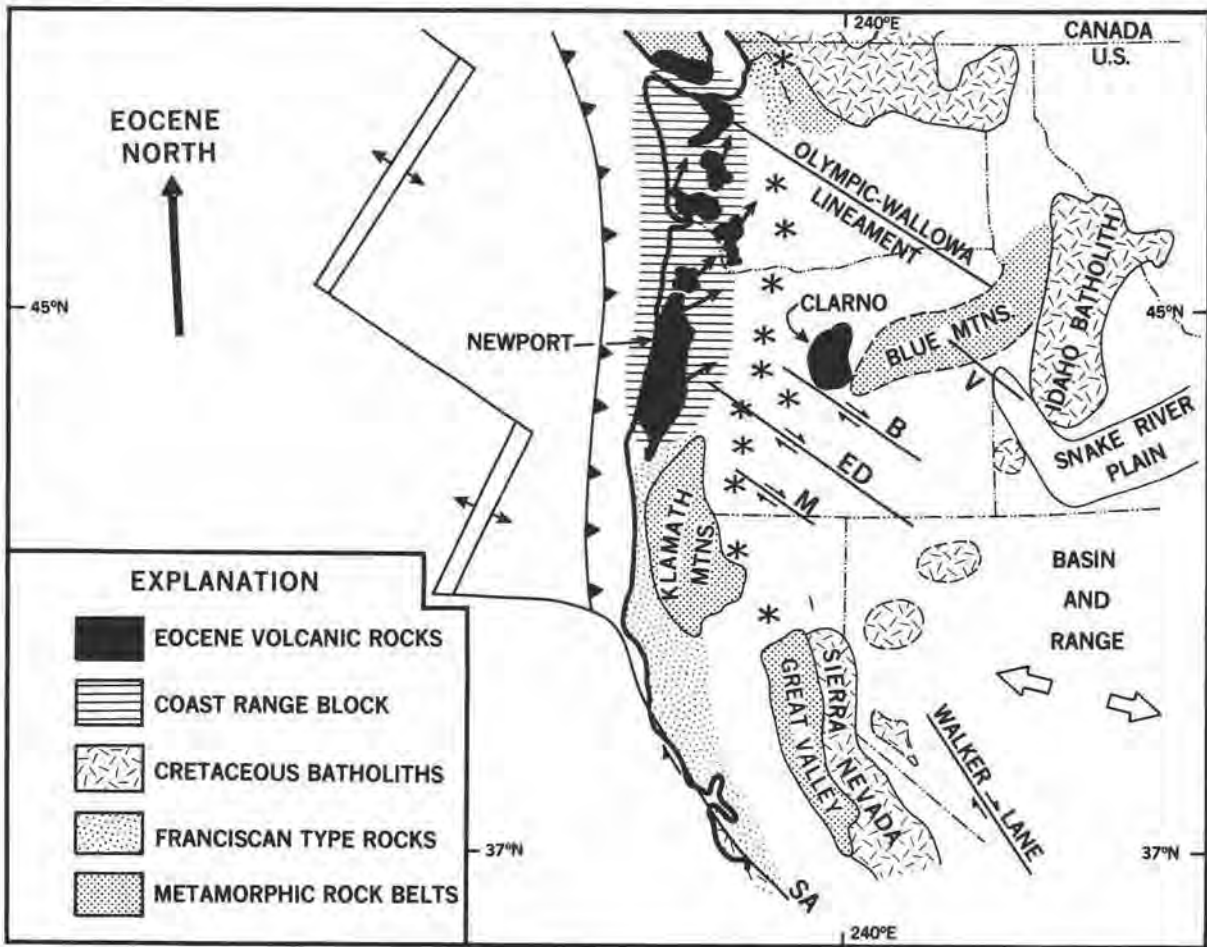 240°E
CANADA
U.S.
EOCENE
NORTH
OLYMPIC-WALLOWA
LINEAMENT
45°N
45°N
CLARNO
NEWPORT
BLUE MTNS.
IDAHO BATHOLITH
V
B
SNAKE RIVER
PLAIN
ED
M
KLAMATH
MTNS.
BASIN
AND
RANGE
GREAT VALLEY
SIERRA
NEVADA
WALKER
LANE
SA
37°N
37°N
240°E
EXPLANATION
EOCENE VOLCANIC ROCKS
COAST RANGE BLOCK
CRETACEOUS BATHOLITHS
FRANCISCAN TYPE ROCKS
METAMORPHIC ROCK BELTS